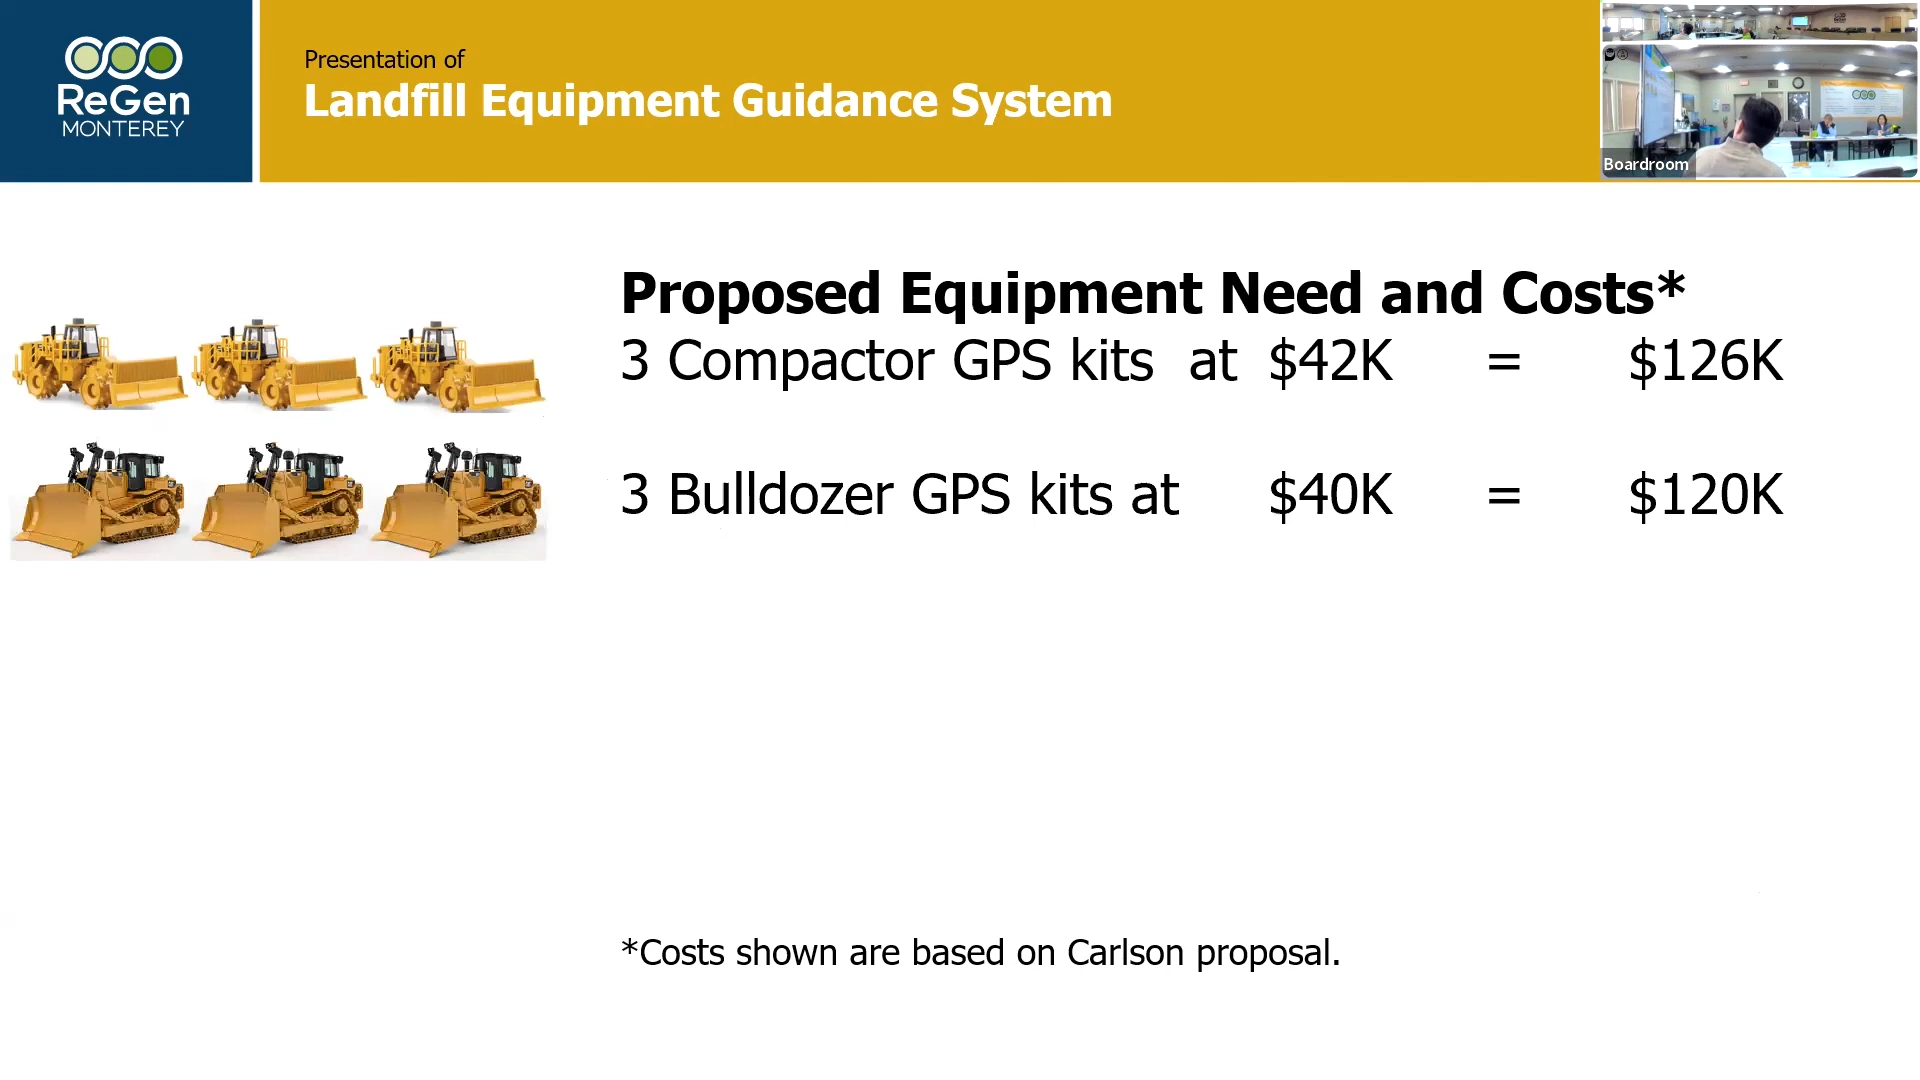 ReGen
MONTEREY
Presentation of
Landfill Equipment Guidance System
Boardroom
Proposed Equipment Need and Costs*
3 Compactor GPS kits at $42K = $126K
3 Bulldozer GPS kits at $40K = $120K
*Costs shown are based on Carlson proposal.